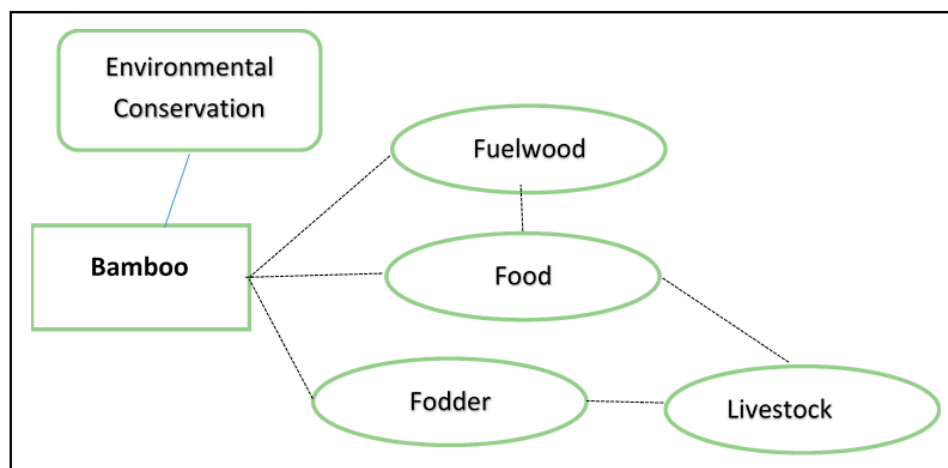 Environmental
Conservation
Fuelwood
Bamboo
Food
Fodder
Livestock